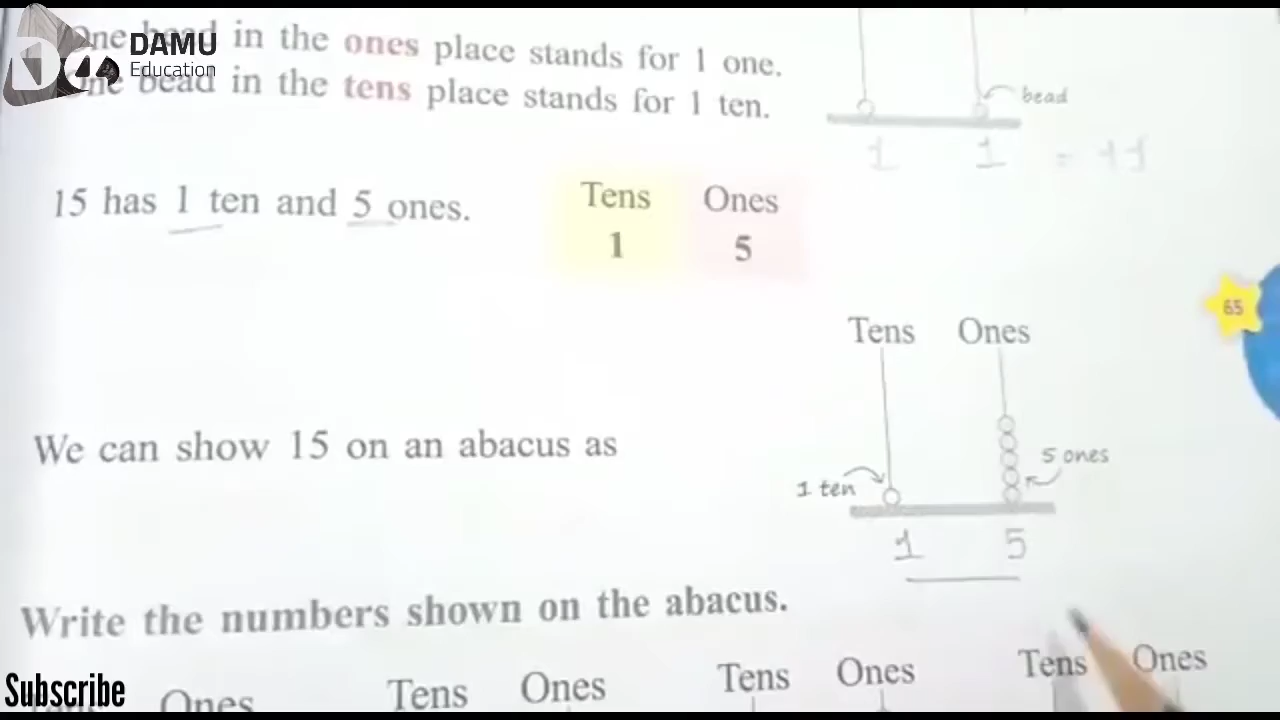 DAMU
Education
One bead in the ones place stands for 1 one.
One bead in the tens place stands for 1 ten.
bead
1 1 = 11
15 has 1 ten and 5 ones.
Tens Ones
1 5
65
Tens Ones
We can show 15 on an abacus as
1 ten
5 ones
1 5
Write the numbers shown on the abacus.
Ones Tens Ones Tens Ones Tens Ones
Subscribe